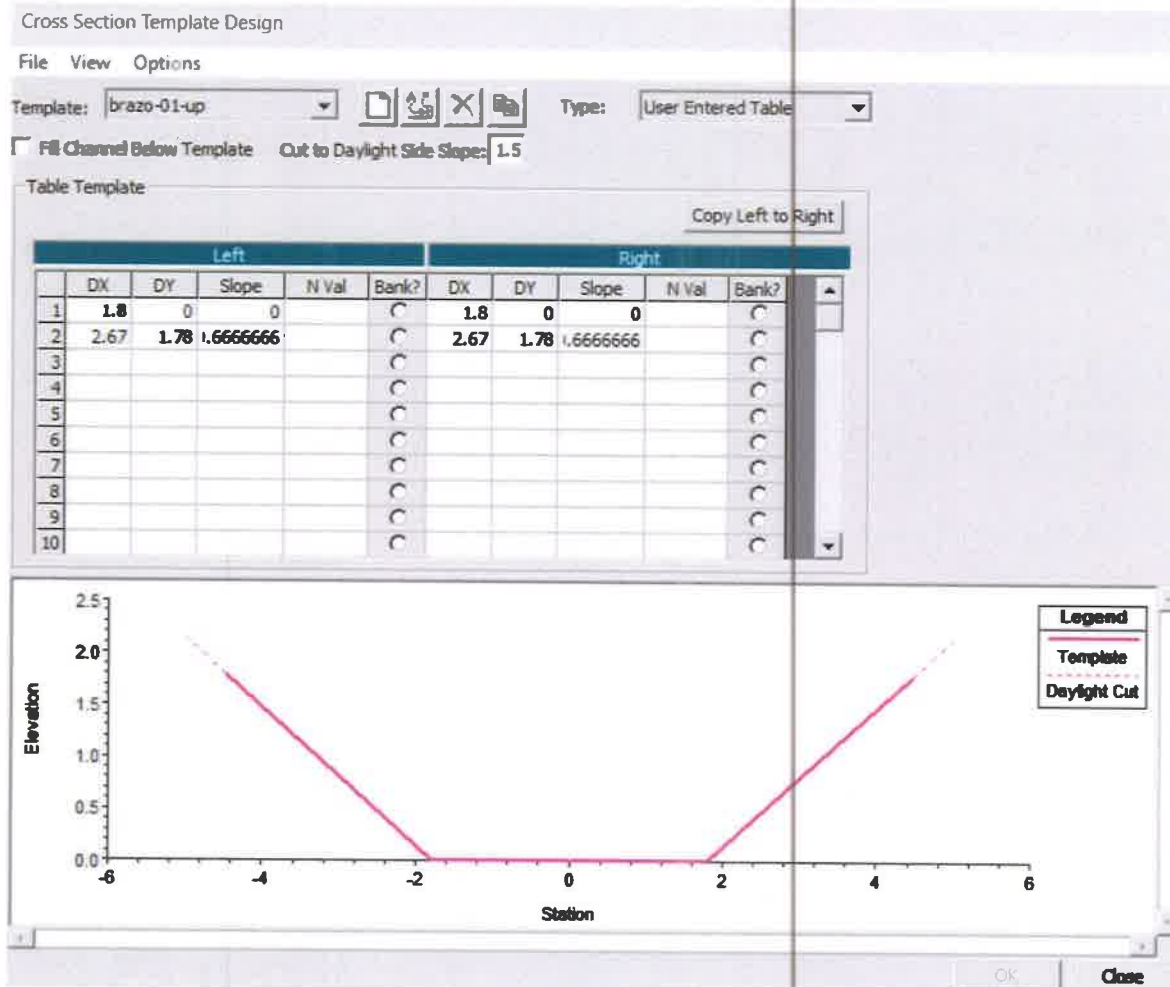 Cross Section Template Design
File View Options
Template: brazo-01-up Type: User Entered Table
Fill Channel Below Template Cut to Daylight Side Slope: 1.5
Table Template
Copy Left to Right
Left Right
DX DY Slope N Val Bank? DX DY Slope N Val Bank?
1 1.8 0 0 1.8 0 0
2 2.67 1.78 .6666666 2.67 1.78 .6666666
3
4
5
6
7
8
9
10
2.5
2.0
1.5
1.0
0.5
0.0
Elevation
-6 -4 -2 0 2 4 6
Station
Legend
Template
Daylight Cut
OK Close